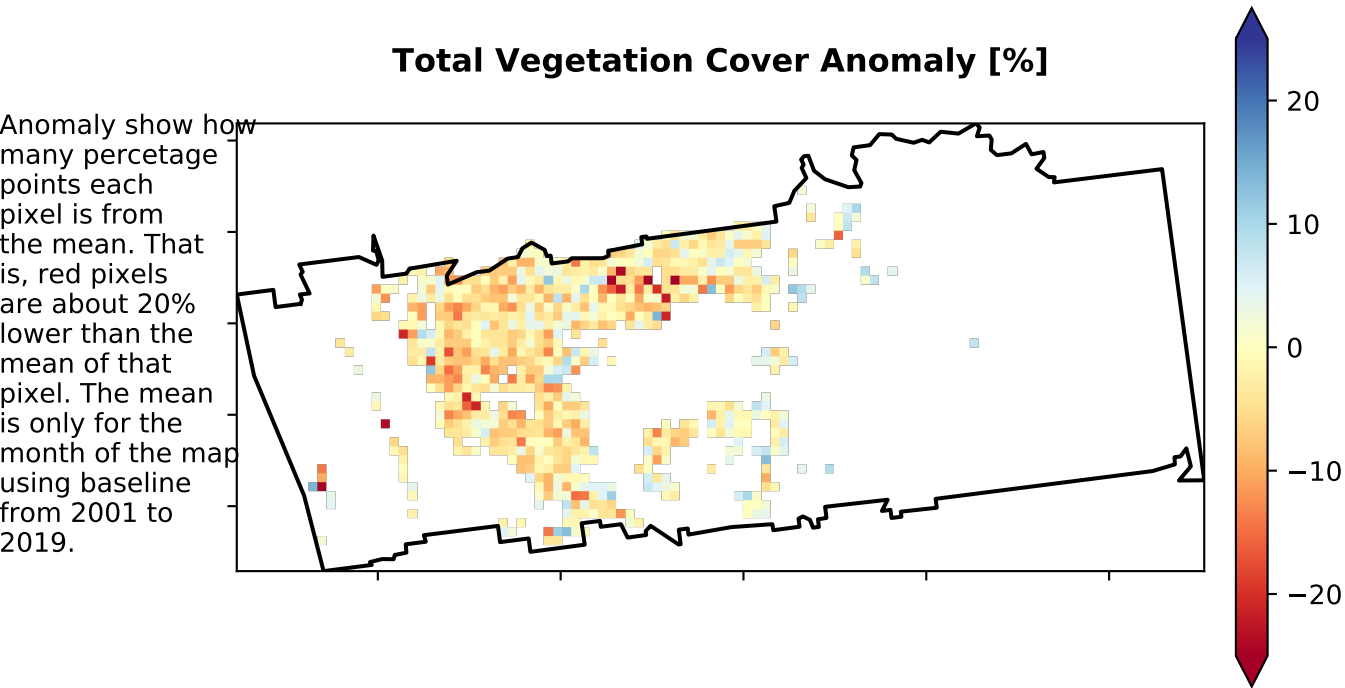 Total Vegetation Cover Anomaly [%]
Anomaly show how
many percetage
points each
pixel is from
the mean. That
is, red pixels
are about 20%
lower than the
mean of that
pixel. The mean
is only for the
month of the map
using baseline
from 2001 to
2019.
20
10
0
−10
−20